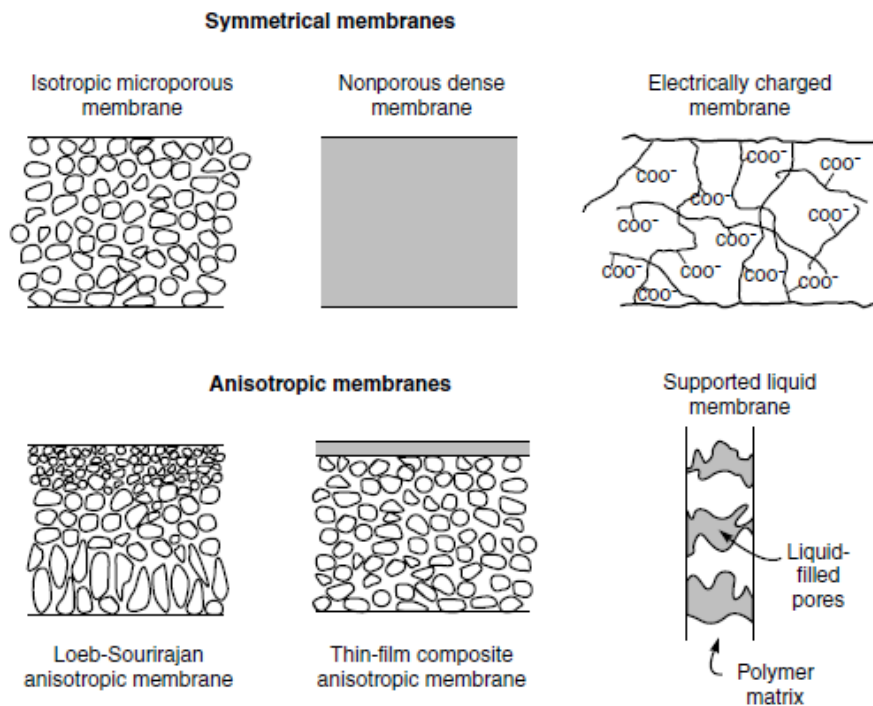 Symmetrical membranes
Isotropic microporous
membrane
Nonporous dense
membrane
Electrically charged
membrane
COO⁻
COO⁻
COO⁻
COO⁻
COO⁻
COO⁻
COO⁻
COO⁻
COO⁻
COO⁻
COO⁻
COO⁻
Anisotropic membranes
Supported liquid
membrane
Liquid-
filled
pores
Loeb-Sourirajan
anisotropic membrane
Thin-film composite
anisotropic membrane
Polymer
matrix